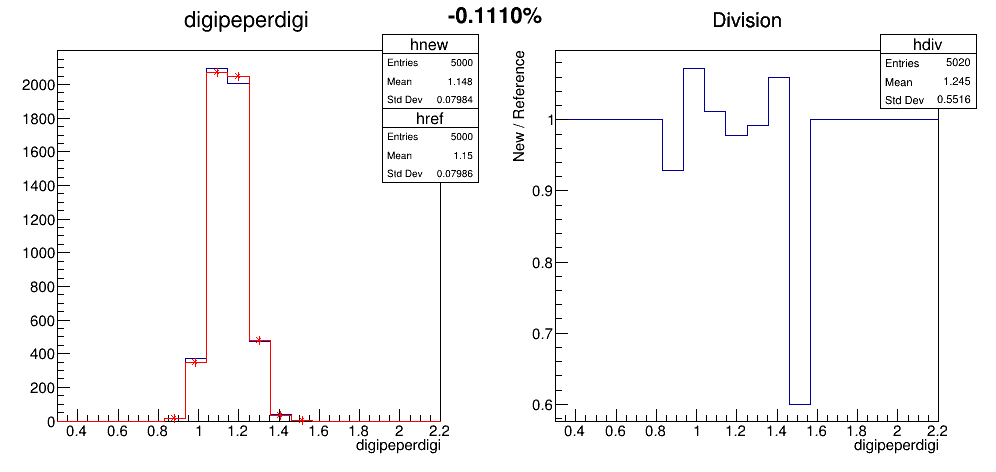 -0.1110%
digipeperdigi
hnew
Entries 5000
Mean 1.148
Std Dev 0.07984
href
Entries 5000
Mean 1.15
Std Dev 0.07986
2000
1800
1600
1400
1200
1000
800
600
400
200
0
0.4 0.6 0.8 1 1.2 1.4 1.6 1.8 2 2.2
digipeperdigi
Division
hdiv
Entries 5020
Mean 1.245
Std Dev 0.5516
New / Reference
1
0.9
0.8
0.7
0.6
0.4 0.6 0.8 1 1.2 1.4 1.6 1.8 2 2.2
digipeperdigi